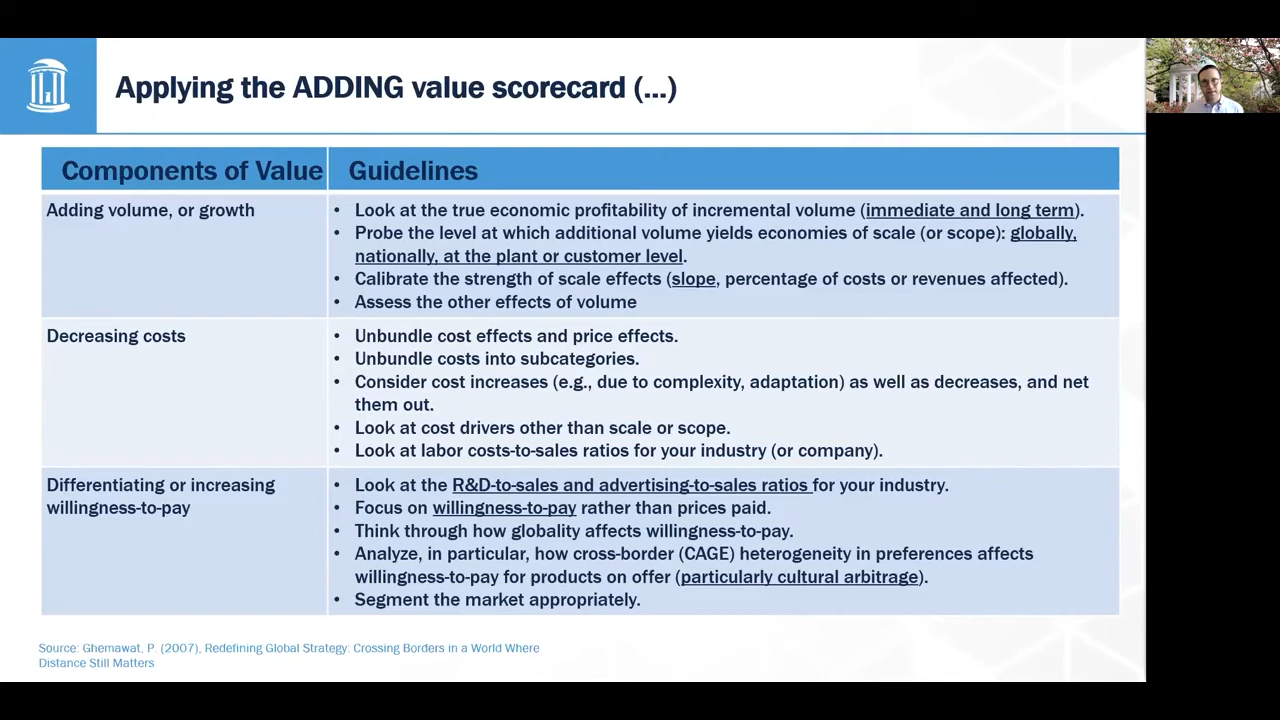 Applying the ADDING value scorecard (...)
Components of Value
Guidelines
Adding volume, or growth
• Look at the true economic profitability of incremental volume (immediate and long term).
• Probe the level at which additional volume yields economies of scale (or scope): globally,
nationally, at the plant or customer level.
• Calibrate the strength of scale effects (slope, percentage of costs or revenues affected).
• Assess the other effects of volume
Decreasing costs
• Unbundle cost effects and price effects.
• Unbundle costs into subcategories.
• Consider cost increases (e.g., due to complexity, adaptation) as well as decreases, and net
them out.
• Look at cost drivers other than scale or scope.
• Look at labor costs-to-sales ratios for your industry (or company).
Differentiating or increasing
willingness-to-pay
• Look at the R&D-to-sales and advertising-to-sales ratios for your industry.
• Focus on willingness-to-pay rather than prices paid.
• Think through how globality affects willingness-to-pay.
• Analyze, in particular, how cross-border (CAGE) heterogeneity in preferences affects
willingness-to-pay for products on offer (particularly cultural arbitrage).
• Segment the market appropriately.
Source: Ghemawat, P. (2007), Redefining Global Strategy: Crossing Borders in a World Where
Distance Still Matters